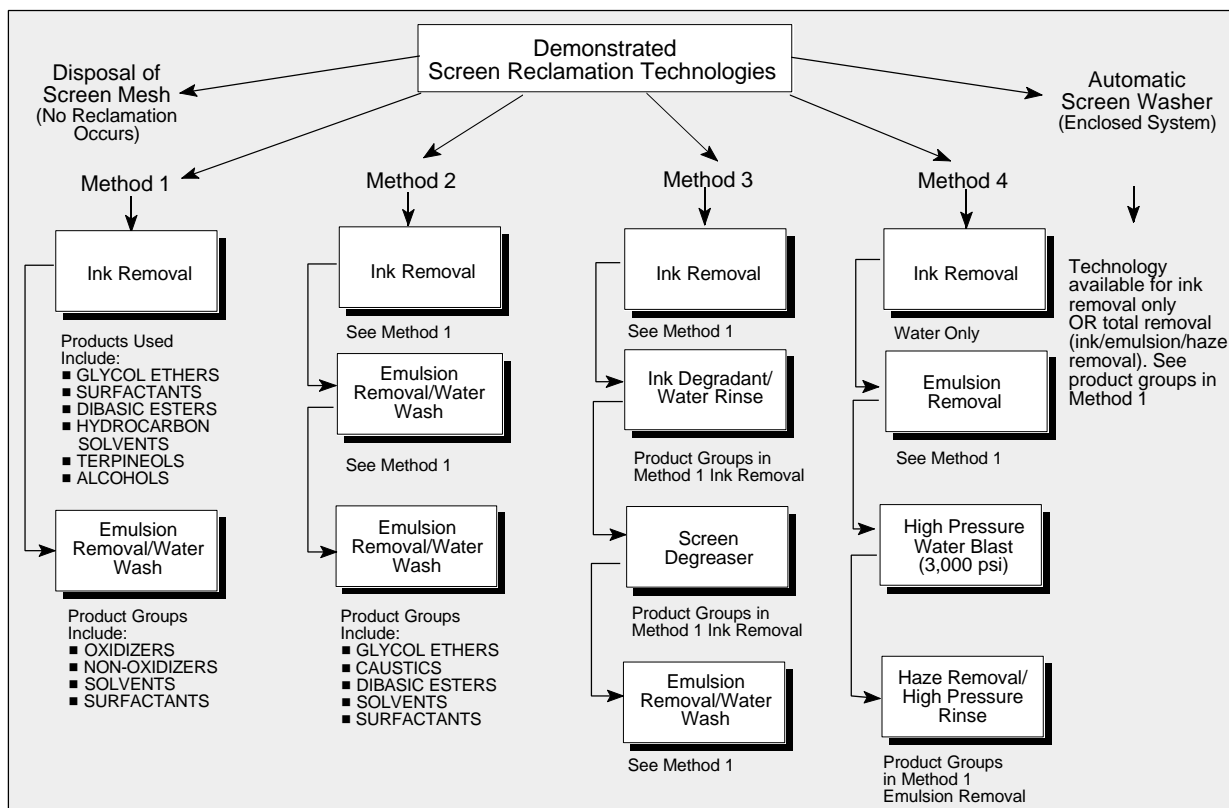 Demonstrated
Screen Reclamation Technologies
Disposal of
Screen Mesh
(No Reclamation
Occurs)
Automatic
Screen Washer
(Enclosed System)
Method 1
Ink Removal
Products Used
Include:
■ GLYCOL ETHERS
■ SURFACTANTS
■ DIBASIC ESTERS
■ HYDROCARBON
SOLVENTS
■ TERPINEOLS
■ ALCOHOLS
Emulsion
Removal/Water
Wash
Product Groups
Include:
■ OXIDIZERS
■ NON-OXIDIZERS
■ SOLVENTS
■ SURFACTANTS
Method 2
Ink Removal
See Method 1
Emulsion
Removal/Water
Wash
See Method 1
Emulsion
Removal/Water
Wash
Product Groups
Include:
■ GLYCOL ETHERS
■ CAUSTICS
■ DIBASIC ESTERS
■ SOLVENTS
■ SURFACTANTS
Method 3
Ink Removal
See Method 1
Ink Degradant/
Water Rinse
Product Groups in
Method 1 Ink Removal
Screen
Degreaser
Product Groups in
Method 1 Ink Removal
Emulsion
Removal/Water
Wash
See Method 1
Method 4
Ink Removal
Water Only
Emulsion
Removal
See Method 1
High Pressure
Water Blast
(3,000 psi)
Haze Removal/
High Pressure
Rinse
Product Groups
in Method 1
Emulsion Removal
Technology
available for ink
removal only
OR total removal
(ink/emulsion/haze
removal). See
product groups in
Method 1